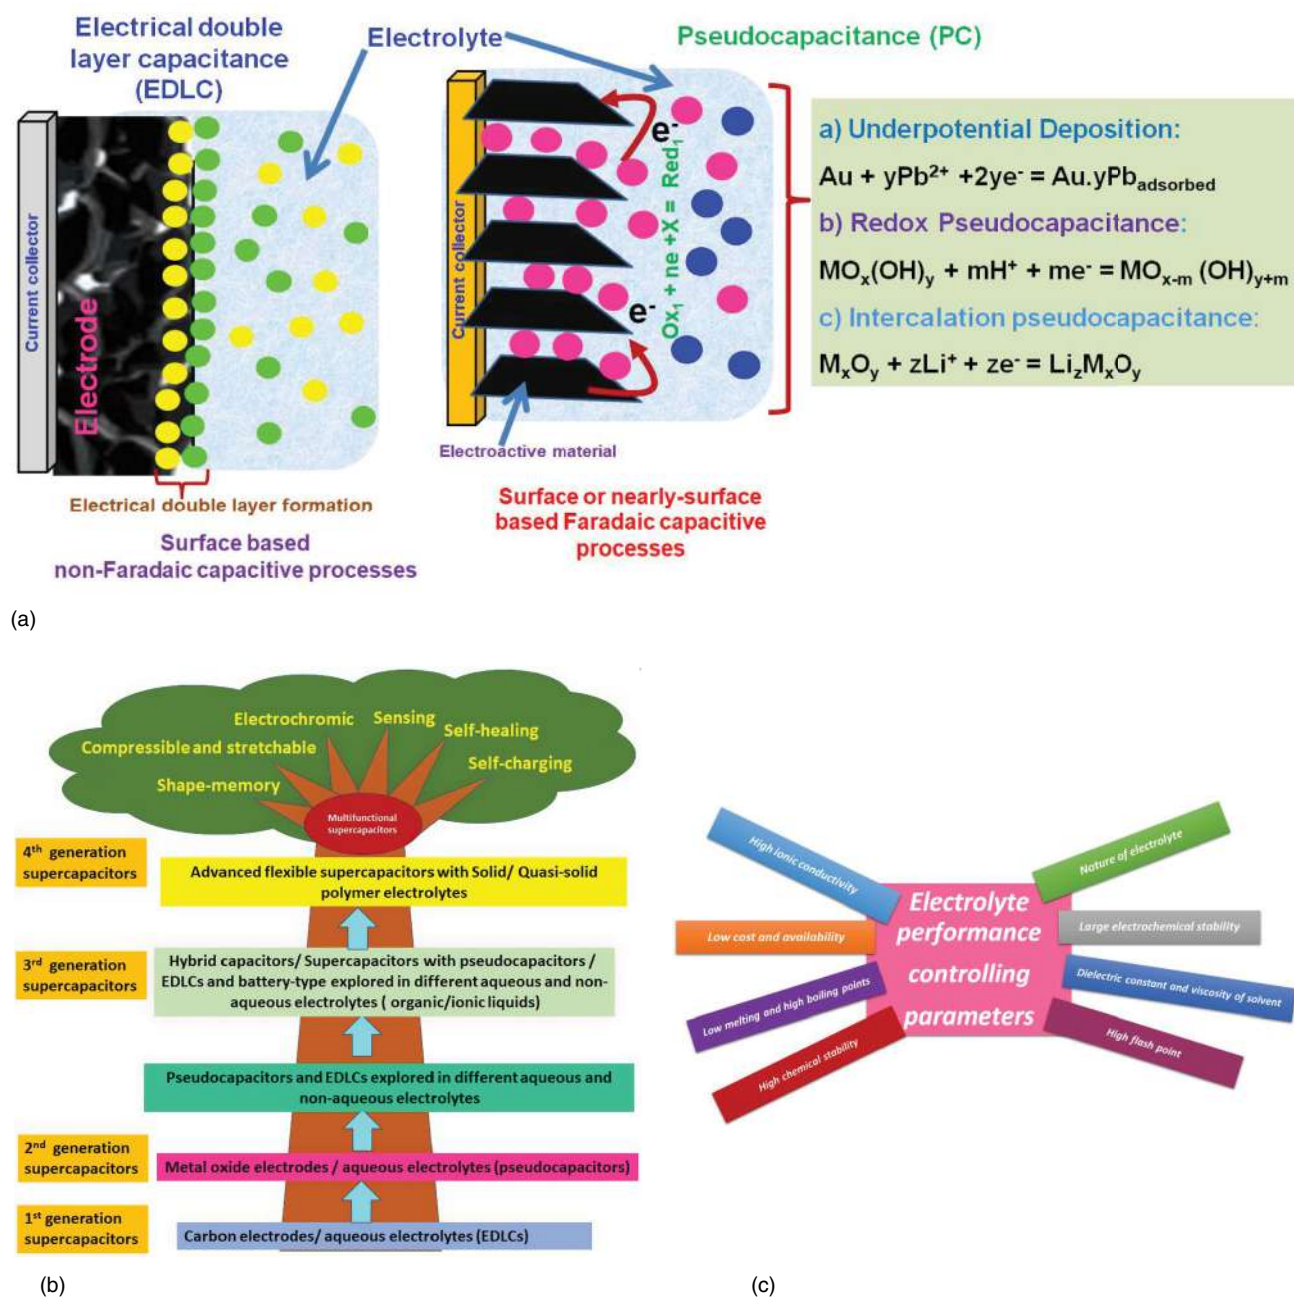 Electrical double
layer capacitance
(EDLC)
Electrolyte
Pseudocapacitance (PC)
Current collector
Electrode
Electrical double layer formation
Surface based
non-Faradaic capacitive processes
Current collector
e-
e-
Ox₁ + ne +X = Red₁
Electroactive material
Surface or nearly-surface
based Faradaic capacitive
processes
a) Underpotential Deposition:
Au + yPb²⁺ +2ye⁻ = Au.yPb adsorbed
b) Redox Pseudocapacitance:
MOₓ(OH)y + mH⁺ + me⁻ = MOx-m (OH)y+m
c) Intercalation pseudocapacitance:
MₓOy + zLi⁺ + ze⁻ = LizMₓOy
(a)
Electrochromic
Sensing
Self-healing
Compressible and stretchable
Self-charging
Shape-memory
Multifunctional
supercapacitors
4th generation
supercapacitors
Advanced flexible supercapacitors with Solid/ Quasi-solid
polymer electrolytes
3rd generation
supercapacitors
Hybrid capacitors/ Supercapacitors with pseudocapacitors /
EDLCs and battery-type explored in different aqueous and non-
aqueous electrolytes ( organic/ionic liquids)
Pseudocapacitors and EDLCs explored in different aqueous and
non-aqueous electrolytes
2nd generation
supercapacitors
Metal oxide electrodes / aqueous electrolytes (pseudocapacitors)
1st generation
supercapacitors
Carbon electrodes/ aqueous electrolytes (EDLCs)
(b)
High ionic conductivity
Low cost and availability
Low melting and high boiling points
High chemical stability
Electrolyte
performance
controlling
parameters
Nature of electrolyte
Large electrochemical stability
Dielectric constant and viscosity of solvent
High flash point
(c)